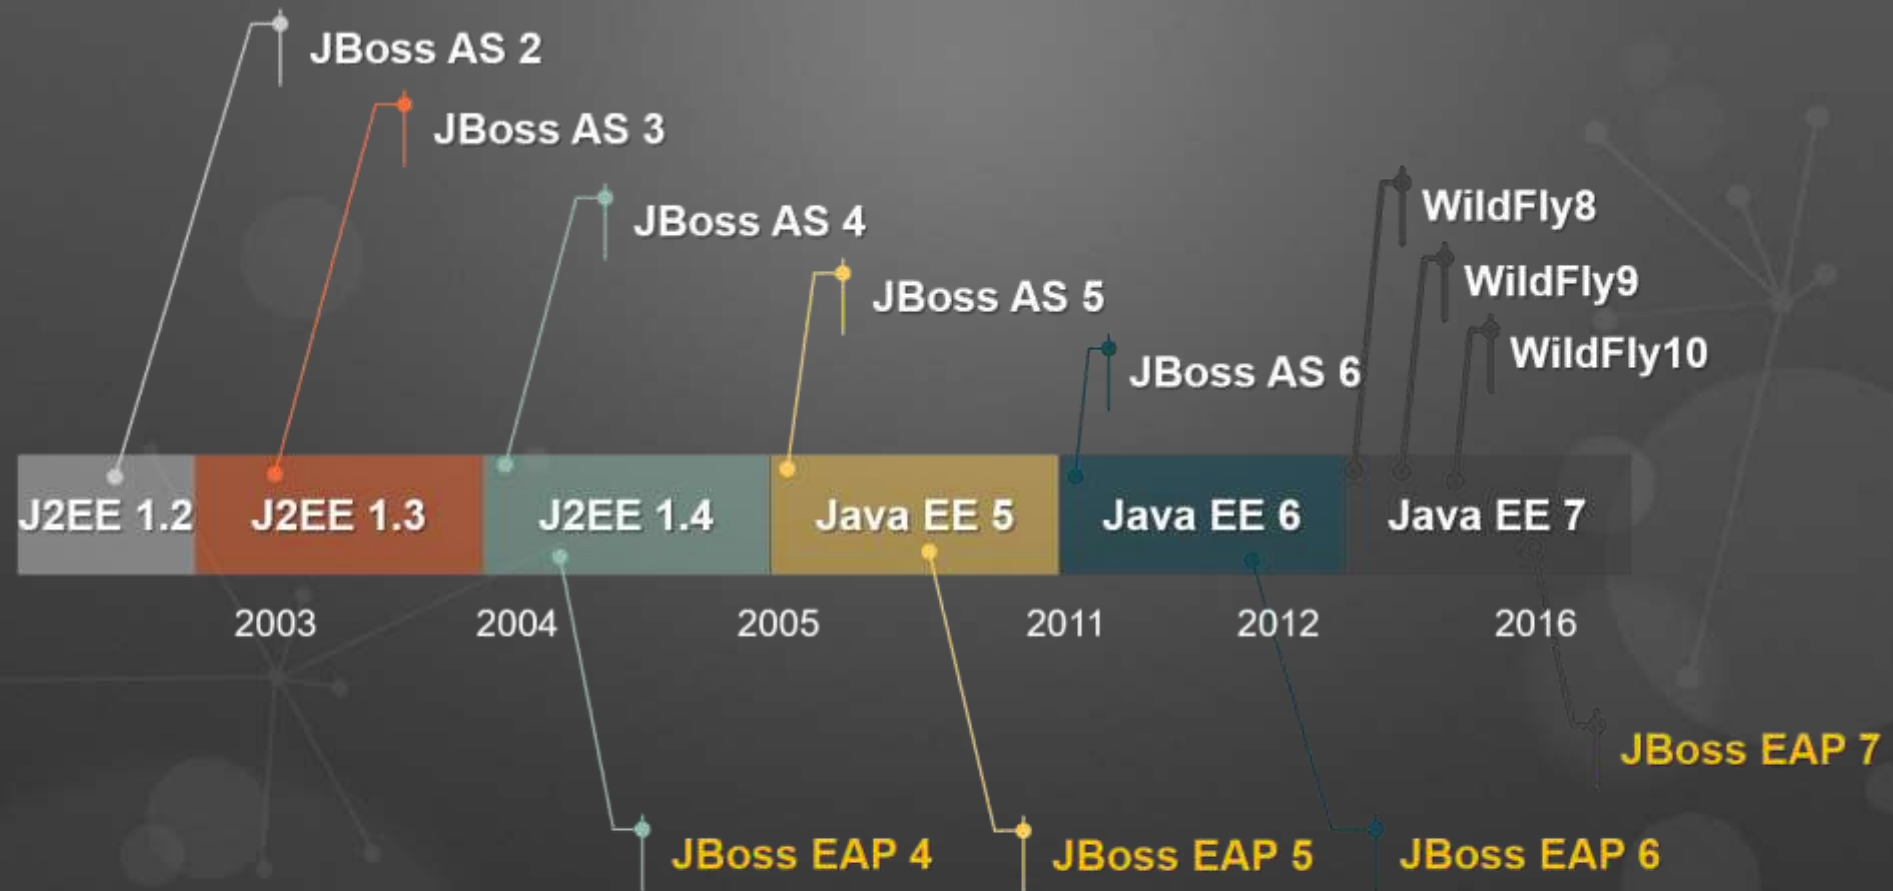 JBoss AS 2
JBoss AS 3
JBoss AS 4
JBoss AS 5
JBoss AS 6
WildFly8
WildFly9
WildFly10
J2EE 1.2
J2EE 1.3
J2EE 1.4
Java EE 5
Java EE 6
Java EE 7
2003
2004
2005
2011
2012
2016
JBoss EAP 4
JBoss EAP 5
JBoss EAP 6
JBoss EAP 7